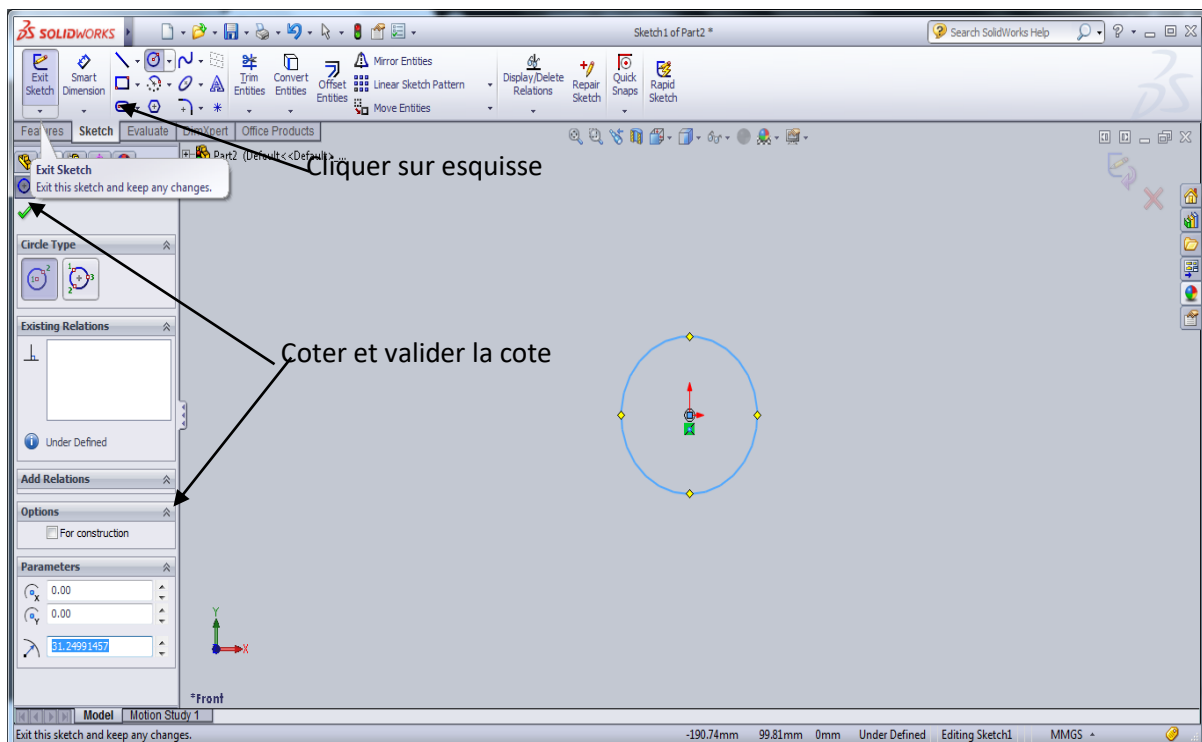 SOLIDWORKS
Sketch1 of Part2 *
Search SolidWorks Help
Exit Sketch
Smart Dimension
Trim Entities
Convert Entities
Offset Entities
Mirror Entities
Linear Sketch Pattern
Move Entities
Display/Delete Relations
Repair Sketch
Quick Snaps
Rapid Sketch
Features
Sketch
Evaluate
DimXpert
Office Products
Part2 (Default<<Default>...
Cliquer sur esquisse
Exit Sketch
Exit this sketch and keep any changes.
Circle Type
Existing Relations
Coter et valider la cote
Under Defined
Add Relations
Options
For construction
Parameters
0.00
0.00
31.24991457
Y
X
*Front
Model
Motion Study 1
Exit this sketch and keep any changes.
-190.74mm 99.81mm 0mm Under Defined Editing Sketch1 MMGS